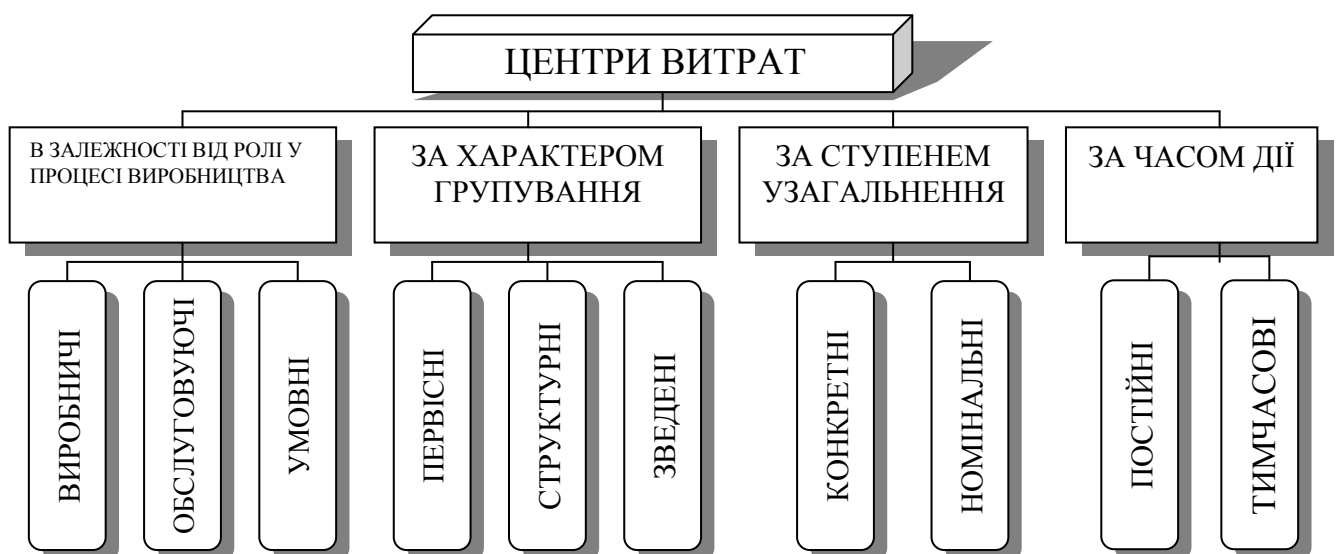 ЦЕНТРИ ВИТРАТ
В ЗАЛЕЖНОСТІ ВІД РОЛІ У
ПРОЦЕСІ ВИРОБНИЦТВА
ЗА ХАРАКТЕРОМ
ГРУПУВАННЯ
ЗА СТУПЕНЕМ
УЗАГАЛЬНЕННЯ
ЗА ЧАСОМ ДІЇ
ВИРОБНИЧІ
ОБСЛУГОВУЮЧІ
УМОВНІ
ПЕРВІСНІ
СТРУКТУРНІ
ЗВЕДЕНІ
КОНКРЕТНІ
НОМІНАЛЬНІ
ПОСТІЙНІ
ТИМЧАСОВІ